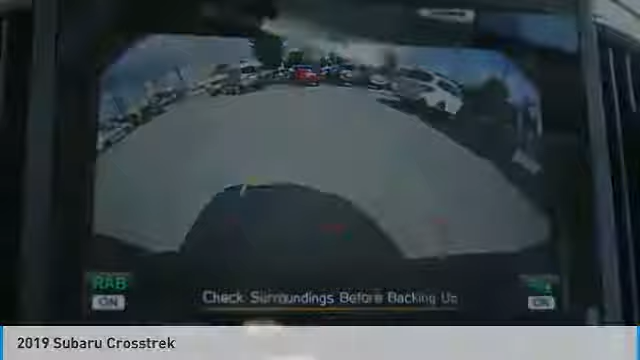 RAB
ON
Check Surroundings Before Backing Up
ON
2019 Subaru Crosstrek